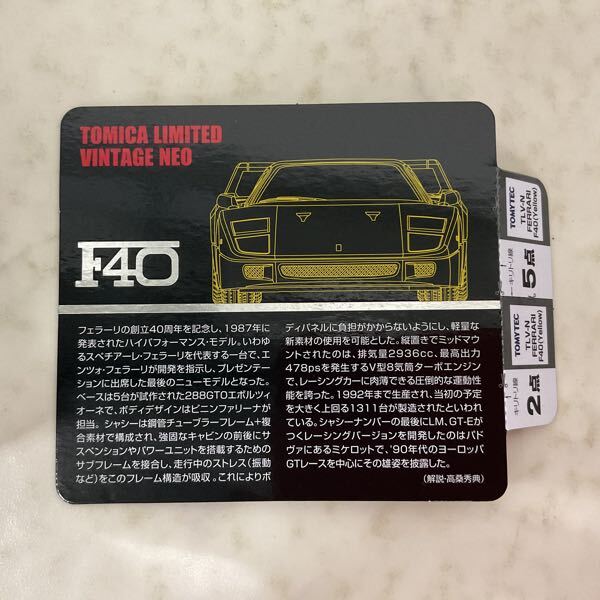 TOMICA LIMITED
VINTAGE NEO
F40
フェラーリの創立40周年を記念し、1987年に
発表されたハイパフォーマンス・モデル。いわゆ
るスペチアーレ・フェラーリを代表する一台で、エ
ンツォ・フェラーリが開発を指示し、プレゼンテー
ションに出席した最後のニューモデルとなった。
ベースは5台が試作された288GTOエボルツィ
オーネで、ボディデザインはピニンファリーナが
担当。シャシーは鋼管チューブラーフレーム+複
合素材で構成され、強固なキャビンの前後にサ
スペンションやパワーユニットを搭載するための
サブフレームを接合し、走行中のストレス(振動
など)をこのフレーム構造が吸収。これによりボ
ディパネルに負担がかからないようにし、軽量な
新素材の使用を可能とした。縦置きでミッドマウ
ントされたのは、排気量2936cc、最高出力
478psを発生するV型8気筒ターボエンジン
で、レーシングカーに肉薄できる圧倒的な運動性
能を誇った。1992年まで生産され、当初の予定
を大きく上回る1311台が製造されたといわれ
ている。シャシーナンバーの最後にLM、GT-Eが
つくレーシングバージョンを開発したのはパド
ヴァにあるミケロットで、'90年代のヨーロッパ
GTレースを中心にその雄姿を披露した。
(解説・高桑秀典)
TOMYTEC
TLV-N
FERRARI
F40(Yellow)
キリトリ線
5点
TOMYTEC
TLV-N
FERRARI
F40(Yellow)
キリトリ線
2点